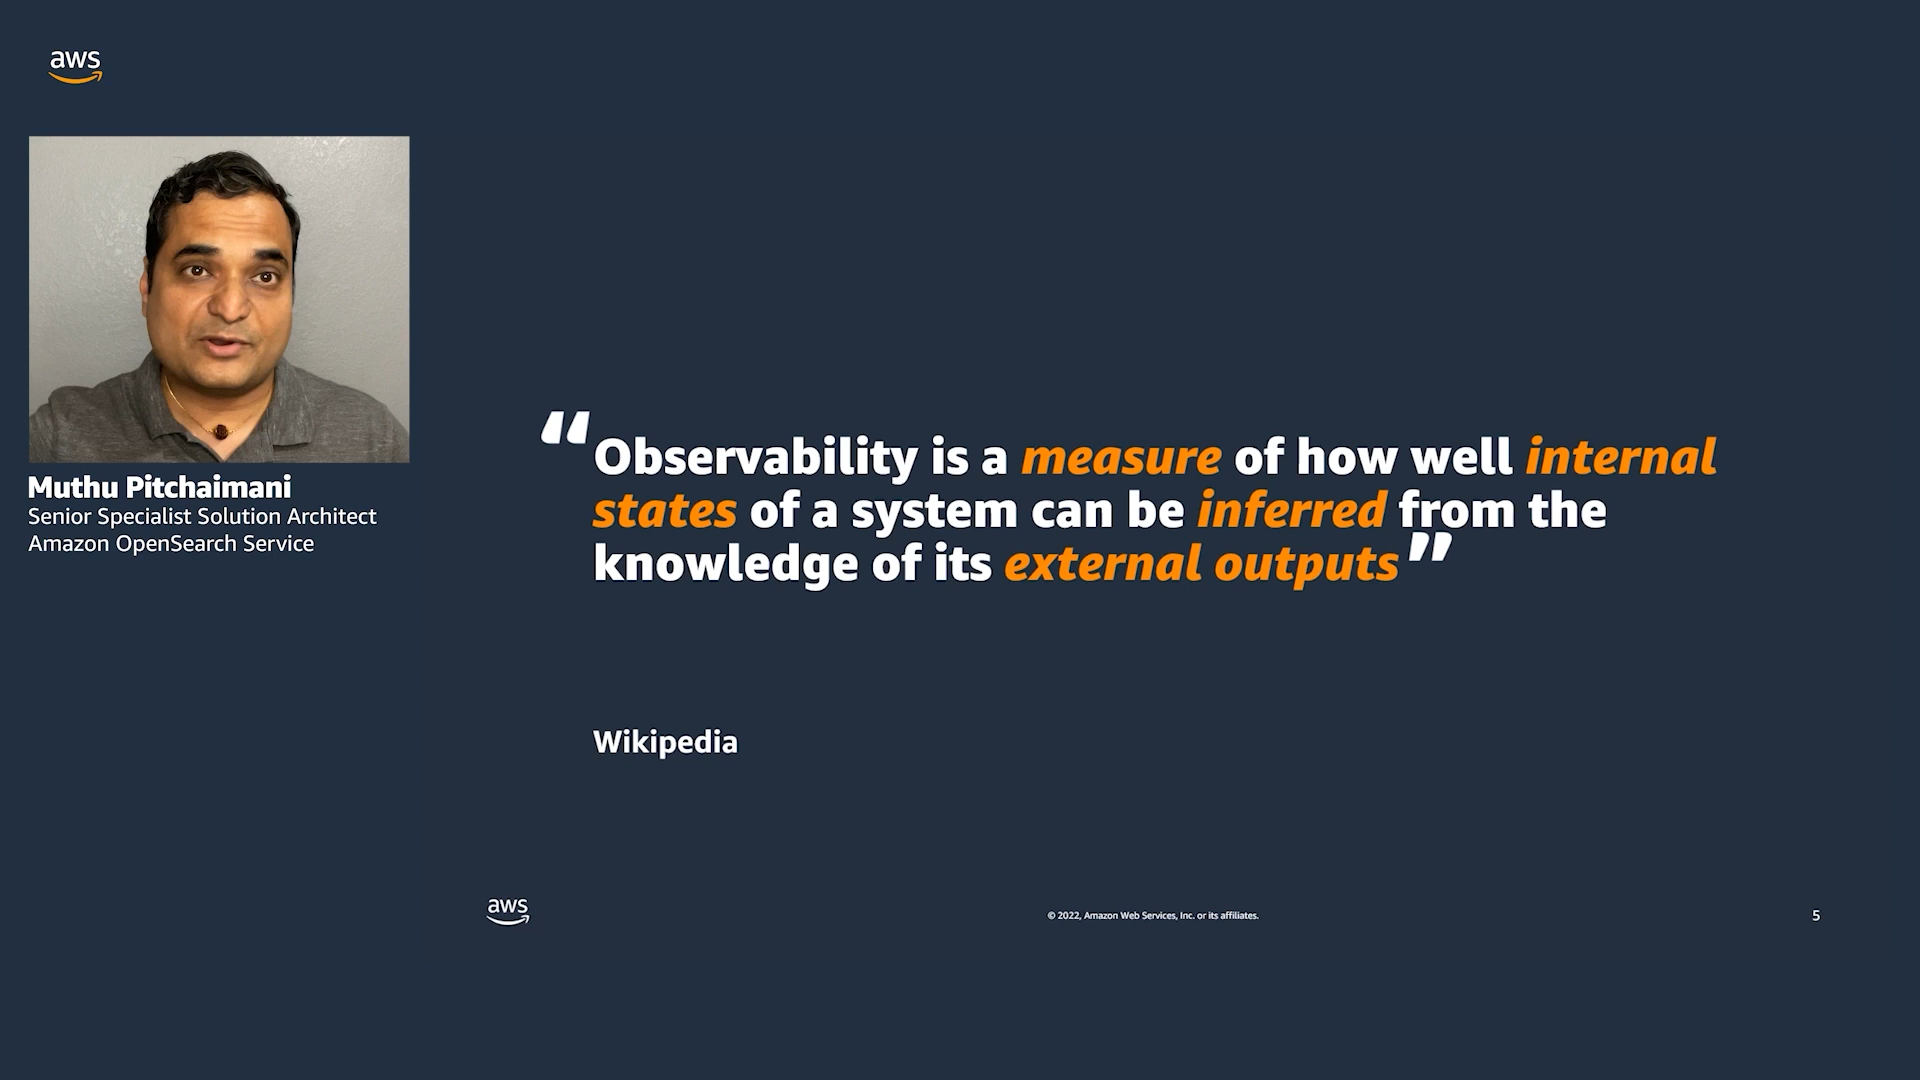 aws
Muthu Pitchaimani
Senior Specialist Solution Architect
Amazon OpenSearch Service
“Observability is a measure of how well internal
states of a system can be inferred from the
knowledge of its external outputs”
Wikipedia
aws
© 2022, Amazon Web Services, Inc. or its affiliates.
5